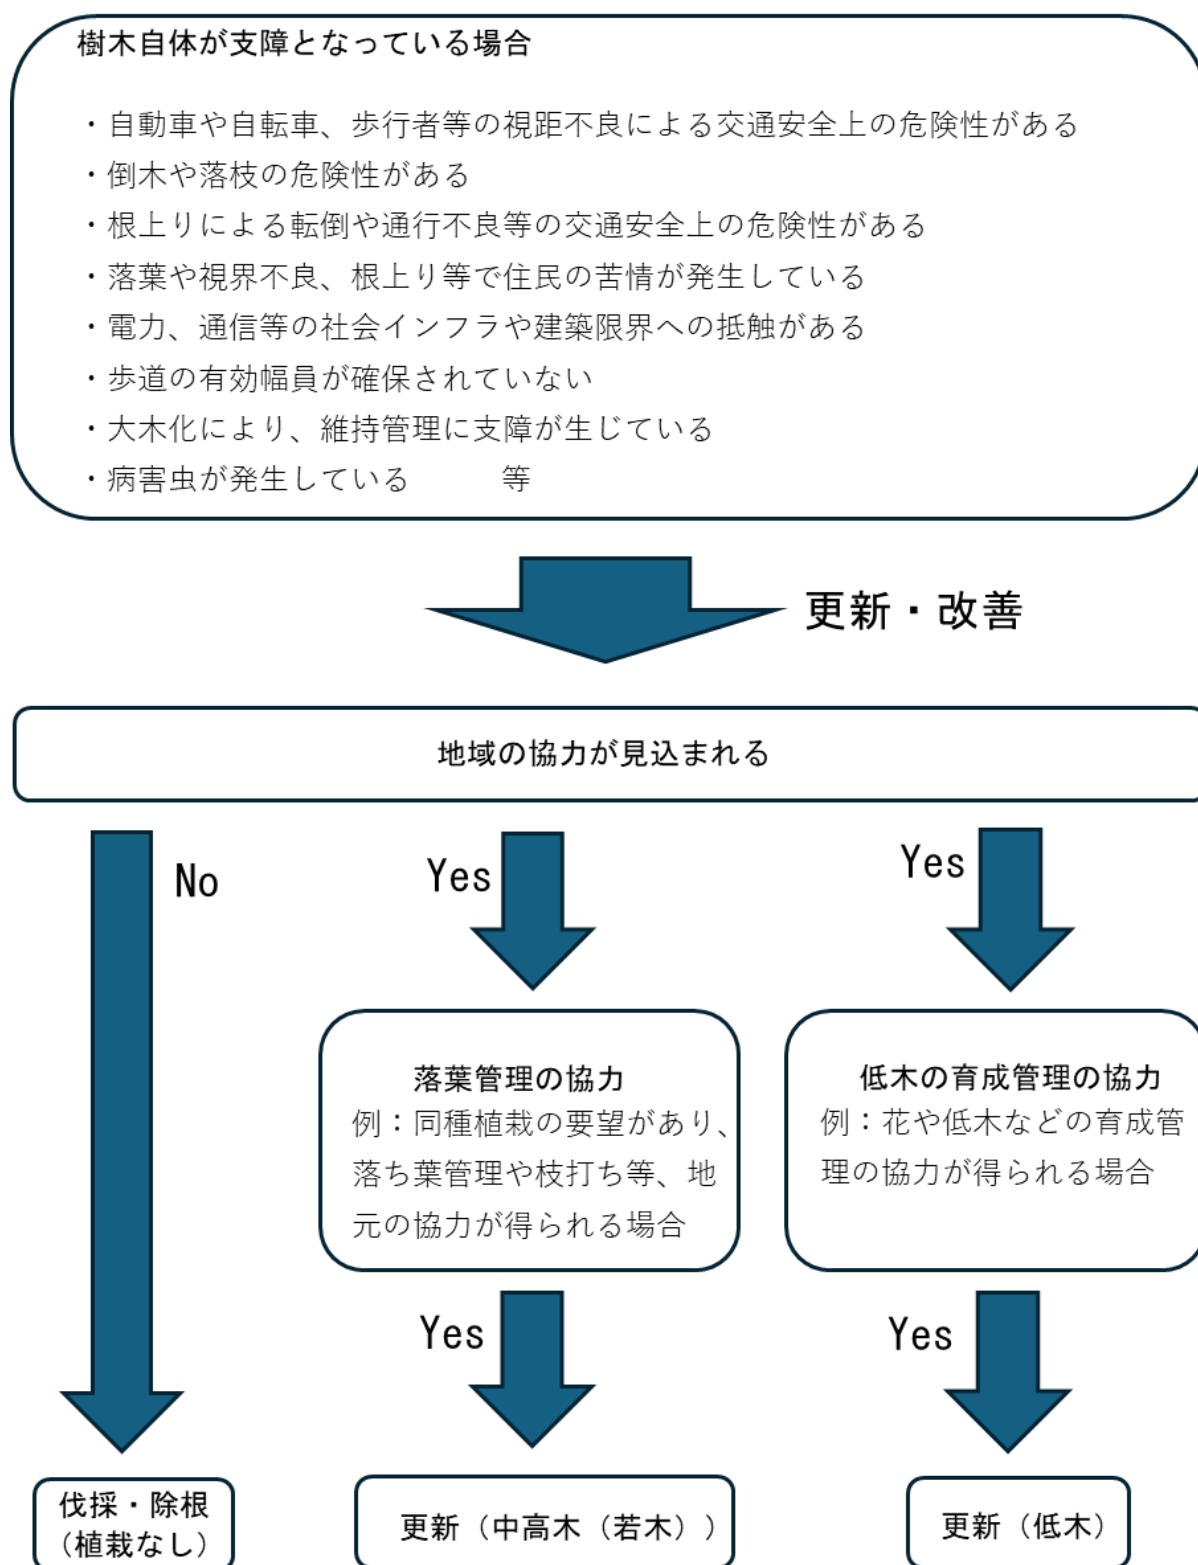 樹木自体が支障となっている場合
・自動車や自転車、歩行者等の視距不良による交通安全上の危険性がある
・倒木や落枝の危険性がある
・根上りによる転倒や通行不良等の交通安全上の危険性がある
・落葉や視界不良、根上り等で住民の苦情が発生している
・電力、通信等の社会インフラや建築限界への抵触がある
・歩道の有効幅員が確保されていない
・大木化により、維持管理に支障が生じている
・病害虫が発生している　　　等
更新・改善
地域の協力が見込まれる
No
Yes
Yes
落葉管理の協力
例：同種植栽の要望があり、
落ち葉管理や枝打ち等、地
元の協力が得られる場合
低木の育成管理の協力
例：花や低木などの育成管
理の協力が得られる場合
Yes
Yes
伐採・除根
（植栽なし）
更新（中高木（若木））
更新（低木）